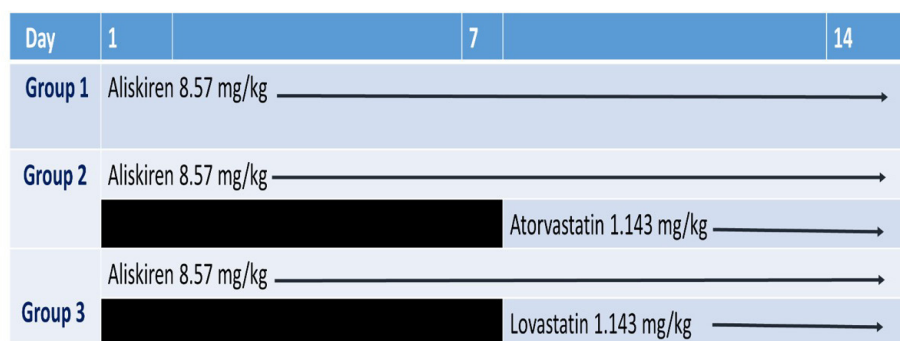 Day 1 7 14
Group 1 Aliskiren 8.57 mg/kg
Group 2 Aliskiren 8.57 mg/kg
Atorvastatin 1.143 mg/kg
Aliskiren 8.57 mg/kg
Group 3
Lovastatin 1.143 mg/kg